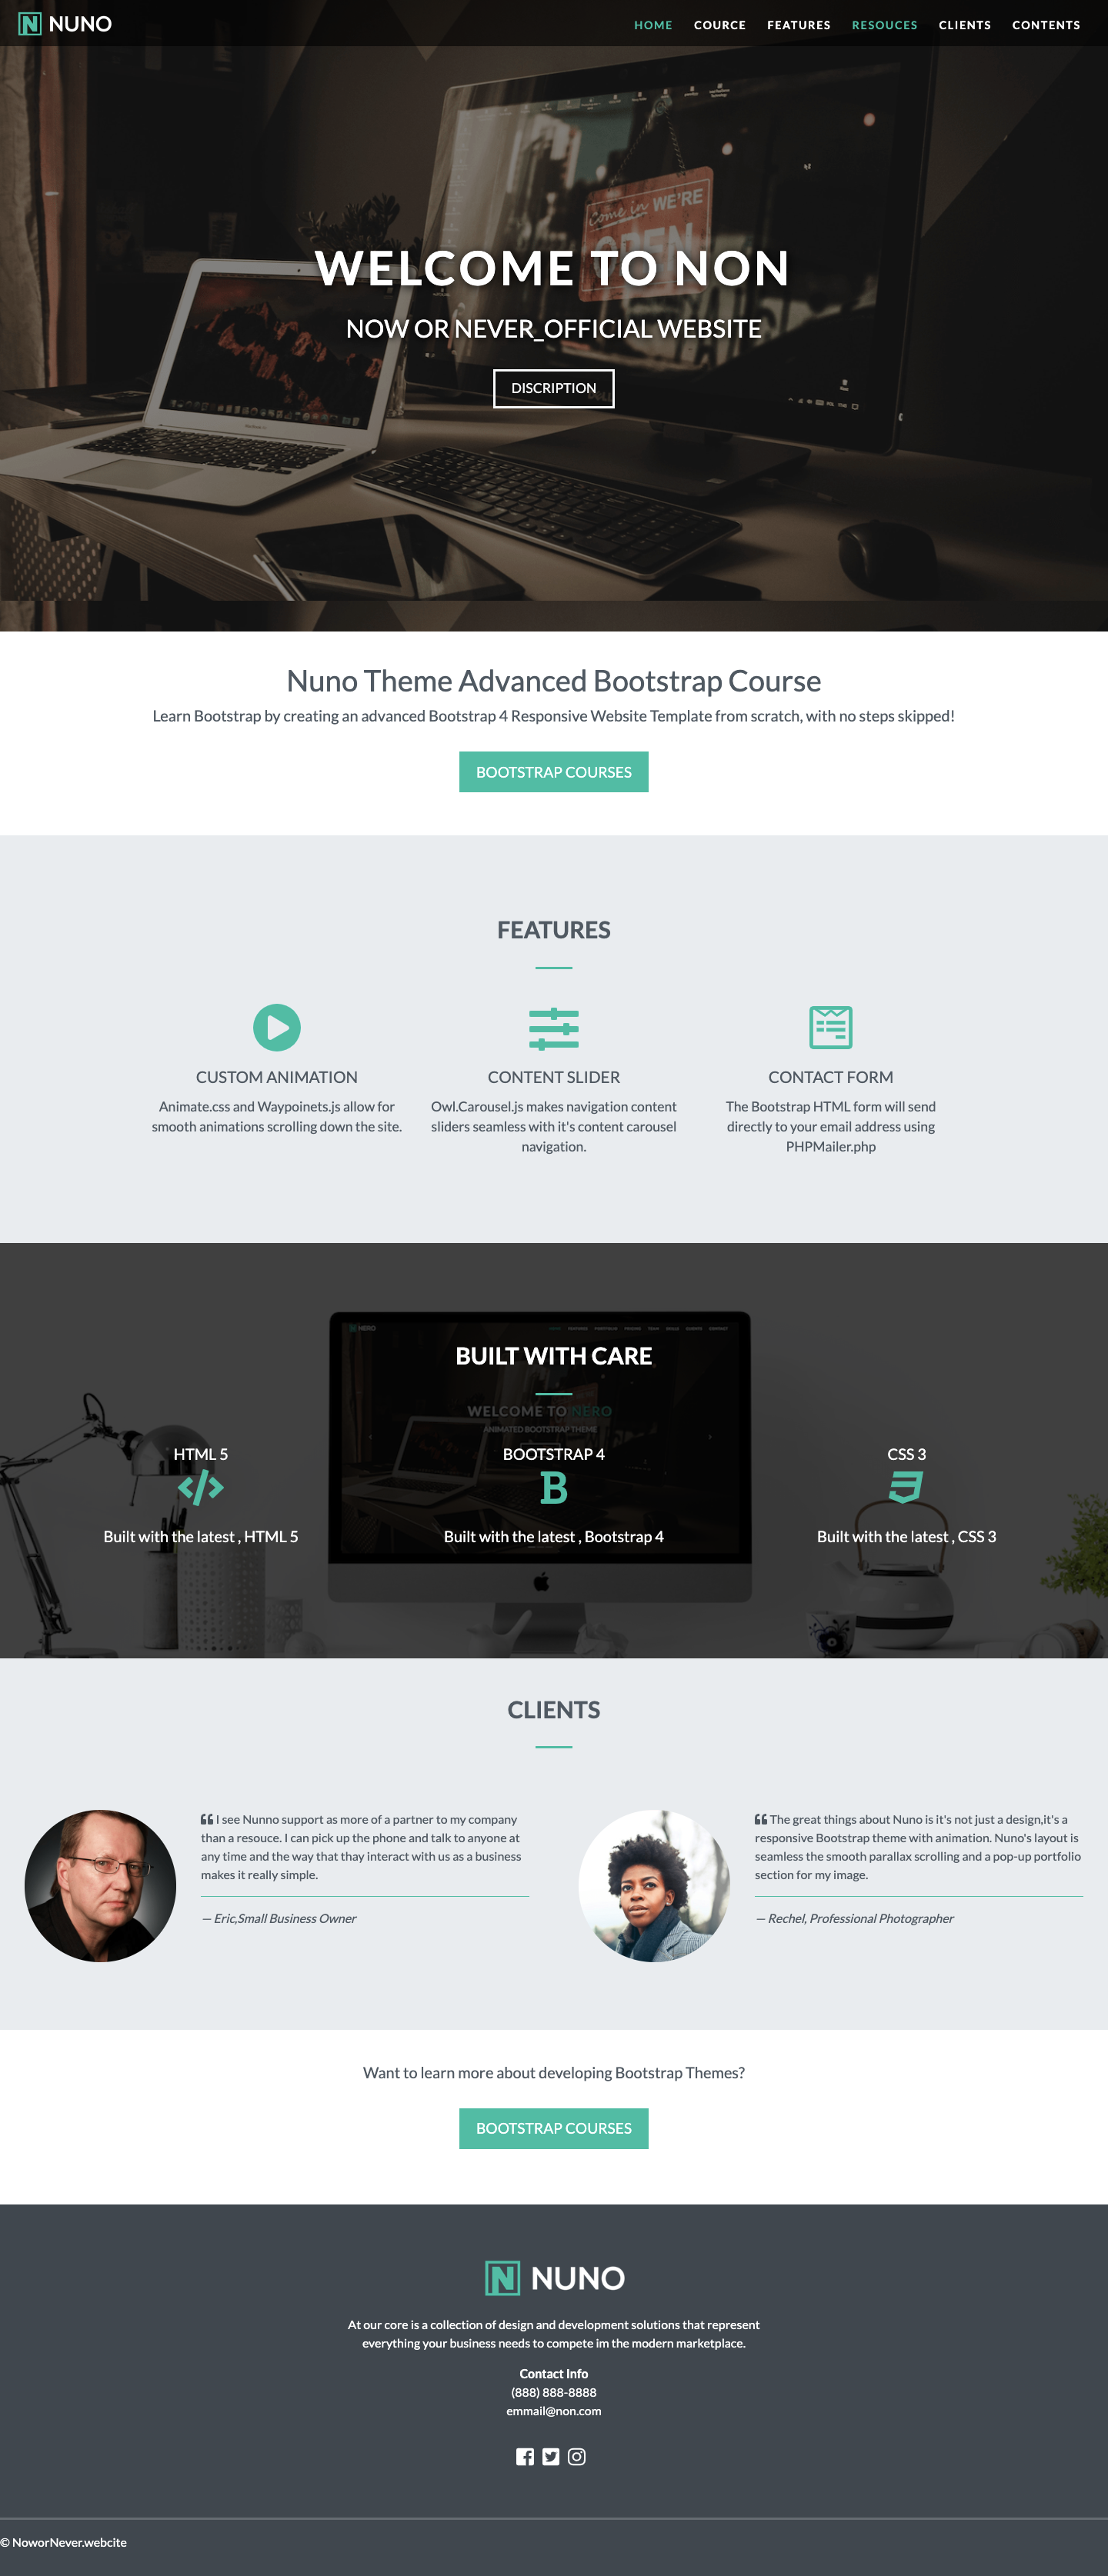 NUNO
HOME COURCE FEATURES RESOUCES CLIENTS CONTENTS
Come in WE'RE
OPEN
WELCOME TO NON
NOW OR NEVER_OFFICIAL WEBSITE
DISCRIPTION
Nuno Theme Advanced Bootstrap Course
Learn Bootstrap by creating an advanced Bootstrap 4 Responsive Website Template from scratch, with no steps skipped!
BOOTSTRAP COURSES
FEATURES
CUSTOM ANIMATION
Animate.css and Waypoinets.js allow for
smooth animations scrolling down the site.
CONTENT SLIDER
Owl.Carousel.js makes navigation content
sliders seamless with it's content carousel
navigation.
CONTACT FORM
The Bootstrap HTML form will send
directly to your email address using
PHPMailer.php
BUILT WITH CARE
WELCOME TO NERO
ANIMATED BOOTSTRAP THEME
HTML 5
Built with the latest , HTML 5
BOOTSTRAP 4
Built with the latest , Bootstrap 4
CSS 3
Built with the latest , CSS 3
CLIENTS
I see Nunno support as more of a partner to my company
than a resouce. I can pick up the phone and talk to anyone at
any time and the way that thay interact with us as a business
makes it really simple.
— Eric,Small Business Owner
The great things about Nuno is it's not just a design,it's a
responsive Bootstrap theme with animation. Nuno's layout is
seamless the smooth parallax scrolling and a pop-up portfolio
section for my image.
— Rechel, Professional Photographer
Want to learn more about developing Bootstrap Themes?
BOOTSTRAP COURSES
NUNO
At our core is a collection of design and development solutions that represent
everything your business needs to compete im the modern marketplace.
Contact Info
(888) 888-8888
emmail@non.com
© NoworNever.webcite